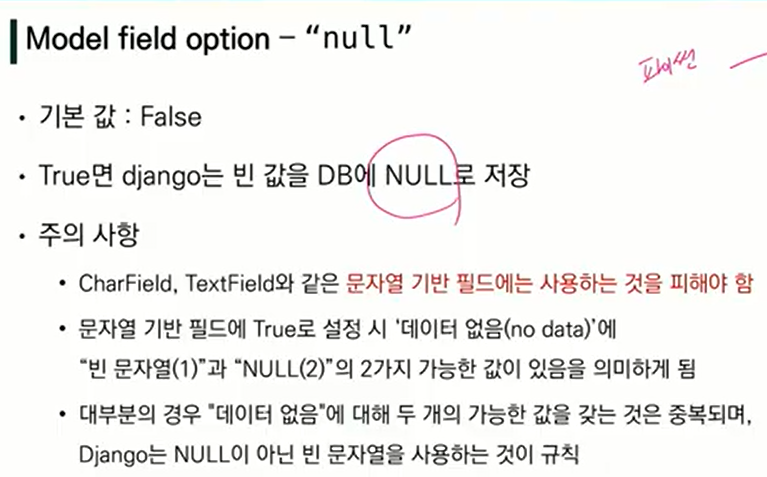 Model field option – “null”
파이썬
• 기본 값 : False
• True면 django는 빈 값을 DB에 NULL로 저장
• 주의 사항
• CharField, TextField와 같은 문자열 기반 필드에는 사용하는 것을 피해야 함
• 문자열 기반 필드에 True로 설정 시 ‘데이터 없음(no data)’에
“빈 문자열(1)”과 “NULL(2)”의 2가지 가능한 값이 있음을 의미하게 됨
• 대부분의 경우 "데이터 없음"에 대해 두 개의 가능한 값을 갖는 것은 중복되며,
Django는 NULL이 아닌 빈 문자열을 사용하는 것이 규칙